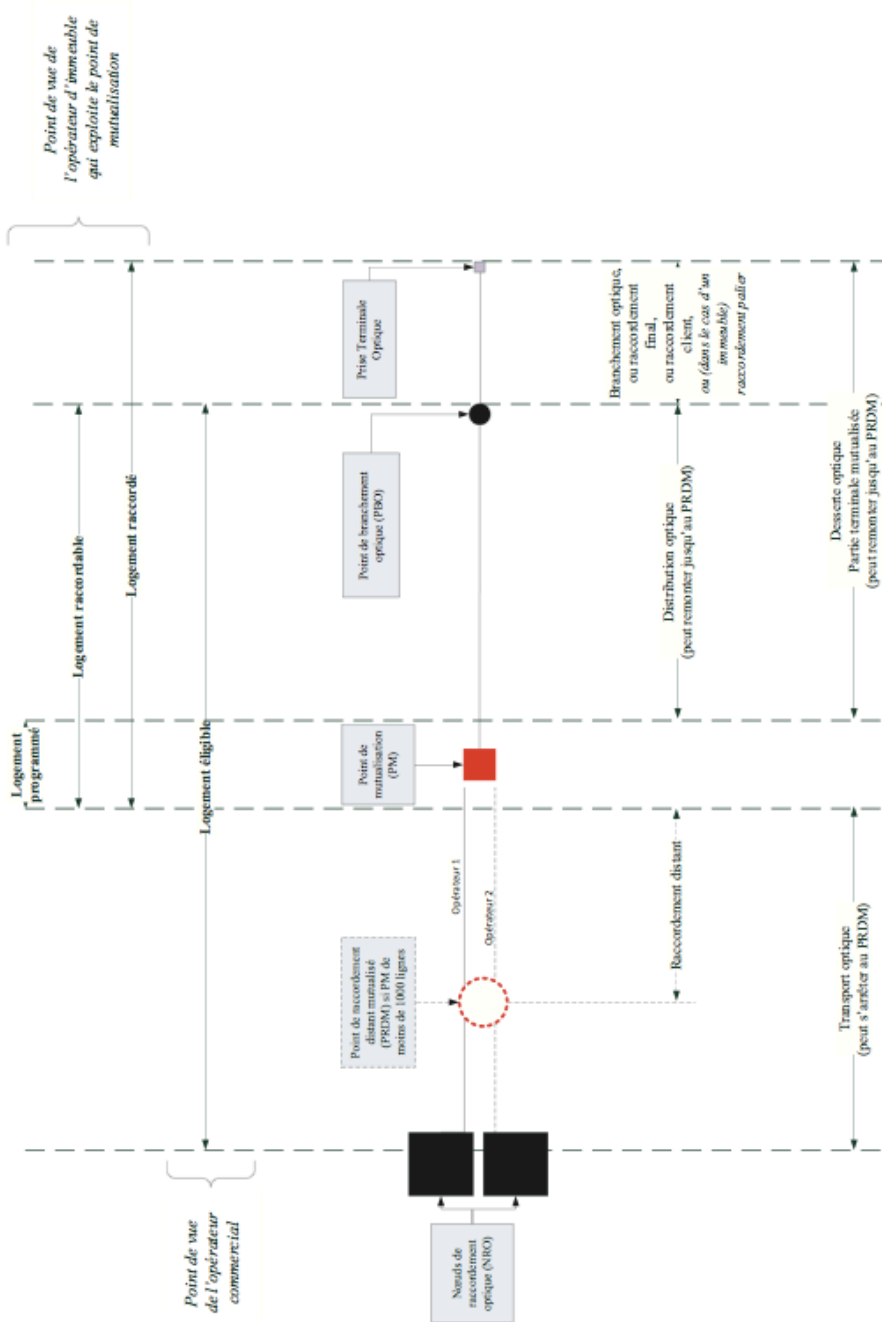 Point de vue de
l'opérateur d'immeuble
qui exploite le point de
mutualisation
Point de vue
de l'opérateur
commercial
Logement
programmé
Logement raccordable
Logement raccordé
Logement éligible
Nœuds de
raccordement
optique (NRO)
Point de raccordement
distant mutualisé
(PRDM) si PM de
moins de 1000 lignes
Point de
mutualisation
(PM)
Point de branchement
optique (PBO)
Prise Terminale
Optique
Opérateur 1
Opérateur 2
Raccordement distant
Distribution optique
(peut remonter jusqu'au PRDM)
Branchement optique,
ou raccordement
final,
ou raccordement
client,
ou (dans le cas d'un
immeuble)
raccordement palier
Transport optique
(peut s'arrêter au PRDM)
Desserte optique
Partie terminale mutualisée
(peut remonter jusqu'au PRDM)